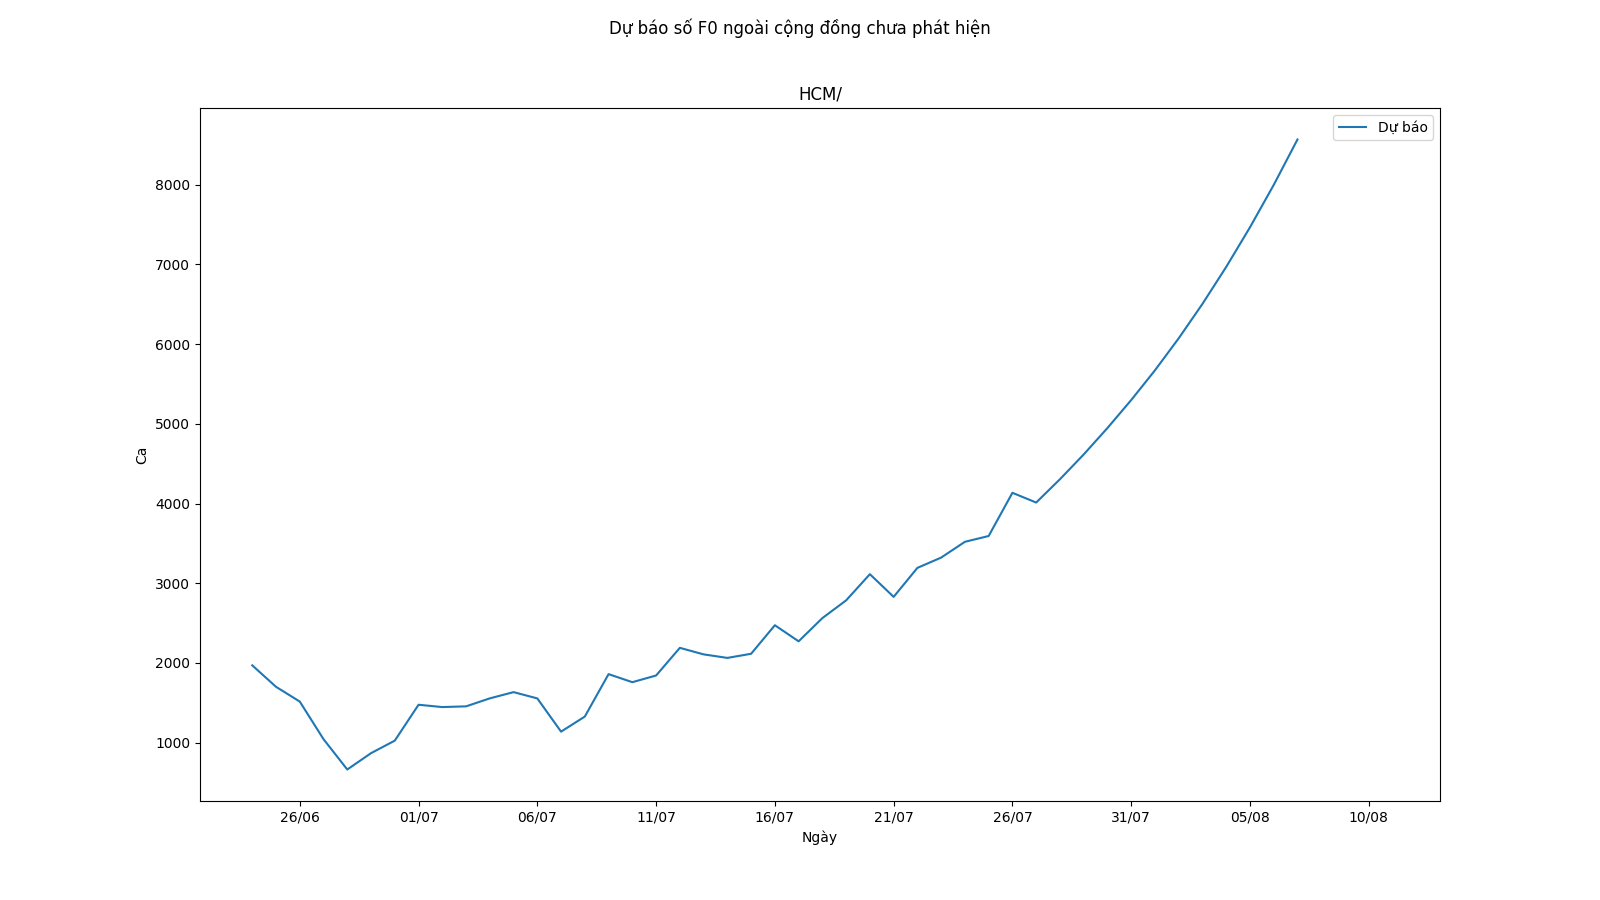 Dự báo số F0 ngoài cộng đồng chưa phát hiện
HCM/
Dự báo
8000
7000
6000
5000
4000
3000
2000
1000
Ca
26/06 01/07 06/07 11/07 16/07 21/07 26/07 31/07 05/08 10/08
Ngày